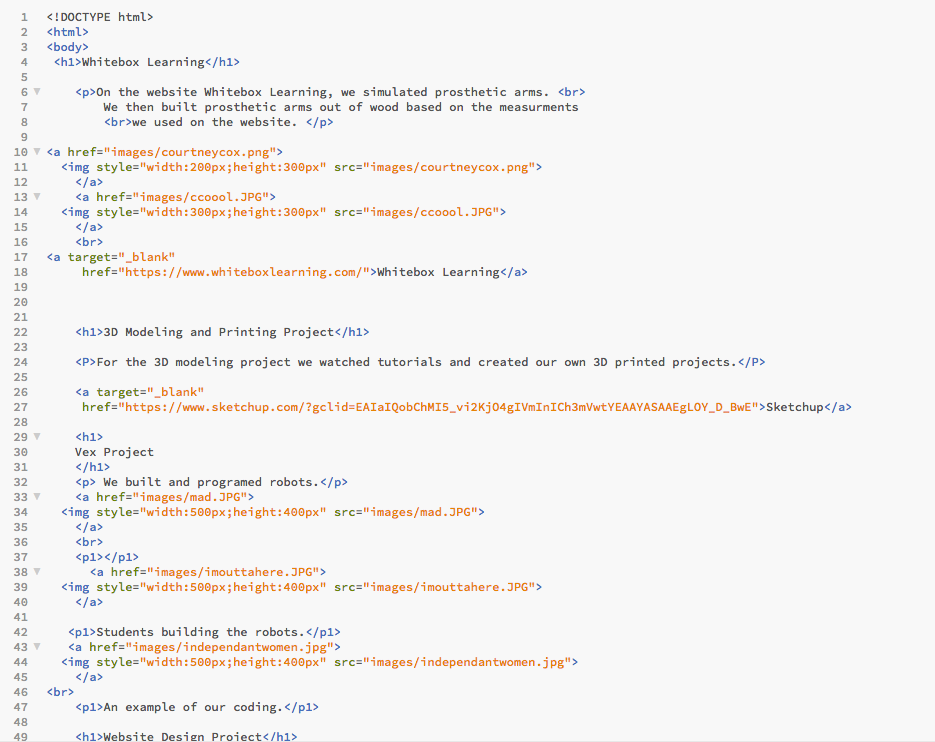 1 <!DOCTYPE html>
2 <html>
3 <body>
4 <h1>Whitebox Learning</h1>
5
6 <p>On the website Whitebox Learning, we simulated prosthetic arms. <br>
7 We then built prosthetic arms out of wood based on the measurments
8 <br>we used on the website. </p>
9
10 <a href="images/courtneycox.png">
11 <img style="width:200px;height:300px" src="images/courtneycox.png">
12 </a>
13 <a href="images/ccoool.JPG">
14 <img style="width:300px;height:300px" src="images/ccoool.JPG">
15 </a>
16 <br>
17 <a target="_blank"
18 href="https://www.whiteboxlearning.com/">Whitebox Learning</a>
19
20
21
22 <h1>3D Modeling and Printing Project</h1>
23
24 <P>For the 3D modeling project we watched tutorials and created our own 3D printed projects.</P>
25
26 <a target="_blank"
27 href="https://www.sketchup.com/?gclid=EAIaIQobChMI5_vi2KjO4gIVmInICh3mVwtYEAAYASAAEgLOY_D_BwE">Sketchup</a>
28
29 <h1>
30 Vex Project
31 </h1>
32 <p> We built and programed robots.</p>
33 <a href="images/mad.JPG">
34 <img style="width:500px;height:400px" src="images/mad.JPG">
35 </a>
36 <br>
37 <p1></p1>
38 <a href="images/imouttahere.JPG">
39 <img style="width:500px;height:400px" src="images/imouttahere.JPG">
40 </a>
41
42 <p1>Students building the robots.</p1>
43 <a href="images/independantwomen.jpg">
44 <img style="width:500px;height:400px" src="images/independantwomen.jpg">
45 </a>
46 <br>
47 <p1>An example of our coding.</p1>
48
49 <h1>Website Design Project</h1>